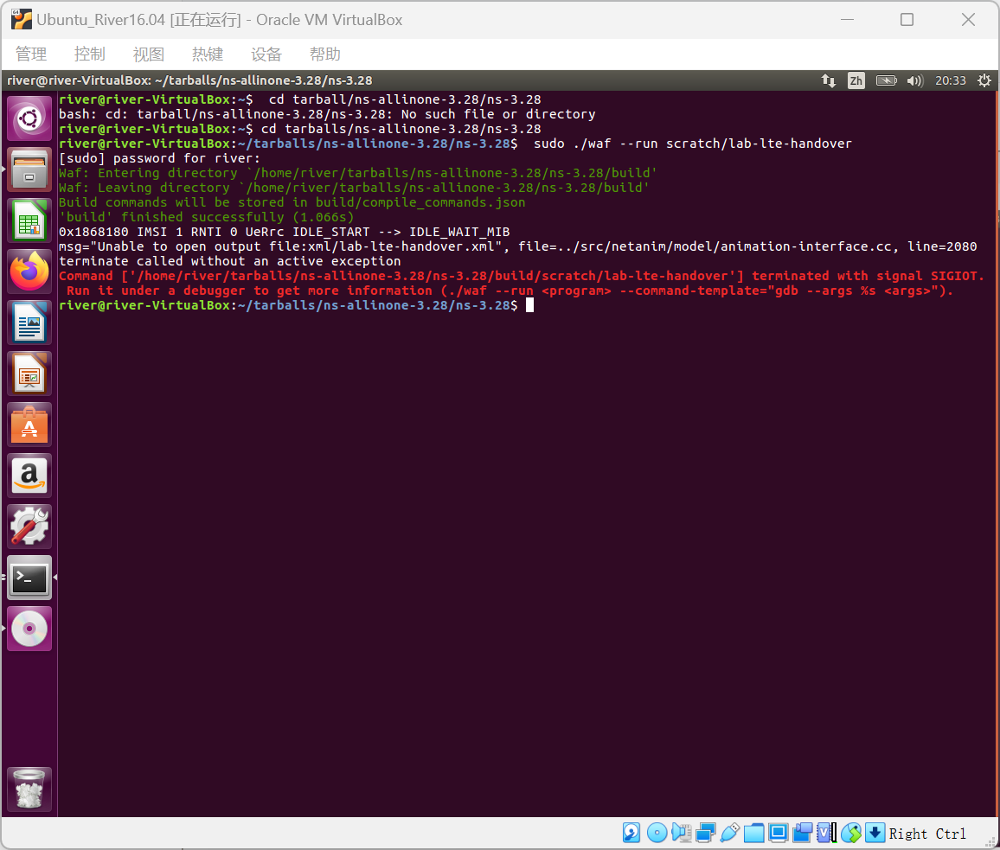 Ubuntu_River16.04 [正在运行] - Oracle VM VirtualBox
管理 控制 视图 热键 设备 帮助
river@river-VirtualBox: ~/tarballs/ns-allinone-3.28/ns-3.28 Zh 20:33
river@river-VirtualBox:~$  cd tarball/ns-allinone-3.28/ns-3.28
bash: cd: tarball/ns-allinone-3.28/ns-3.28: No such file or directory
river@river-VirtualBox:~$ cd tarballs/ns-allinone-3.28/ns-3.28
river@river-VirtualBox:~/tarballs/ns-allinone-3.28/ns-3.28$  sudo ./waf --run scratch/lab-lte-handover
[sudo] password for river:
Waf: Entering directory `/home/river/tarballs/ns-allinone-3.28/ns-3.28/build'
Waf: Leaving directory `/home/river/tarballs/ns-allinone-3.28/ns-3.28/build'
Build commands will be stored in build/compile_commands.json
'build' finished successfully (1.066s)
0x1868180 IMSI 1 RNTI 0 UeRrc IDLE_START --> IDLE_WAIT_MIB
msg="Unable to open output file:xml/lab-lte-handover.xml", file=../src/netanim/model/animation-interface.cc, line=2080
terminate called without an active exception
Command ['/home/river/tarballs/ns-allinone-3.28/ns-3.28/build/scratch/lab-lte-handover'] terminated with signal SIGIOT.
 Run it under a debugger to get more information (./waf --run <program> --command-template="gdb --args %s <args>").
river@river-VirtualBox:~/tarballs/ns-allinone-3.28/ns-3.28$
Right Ctrl